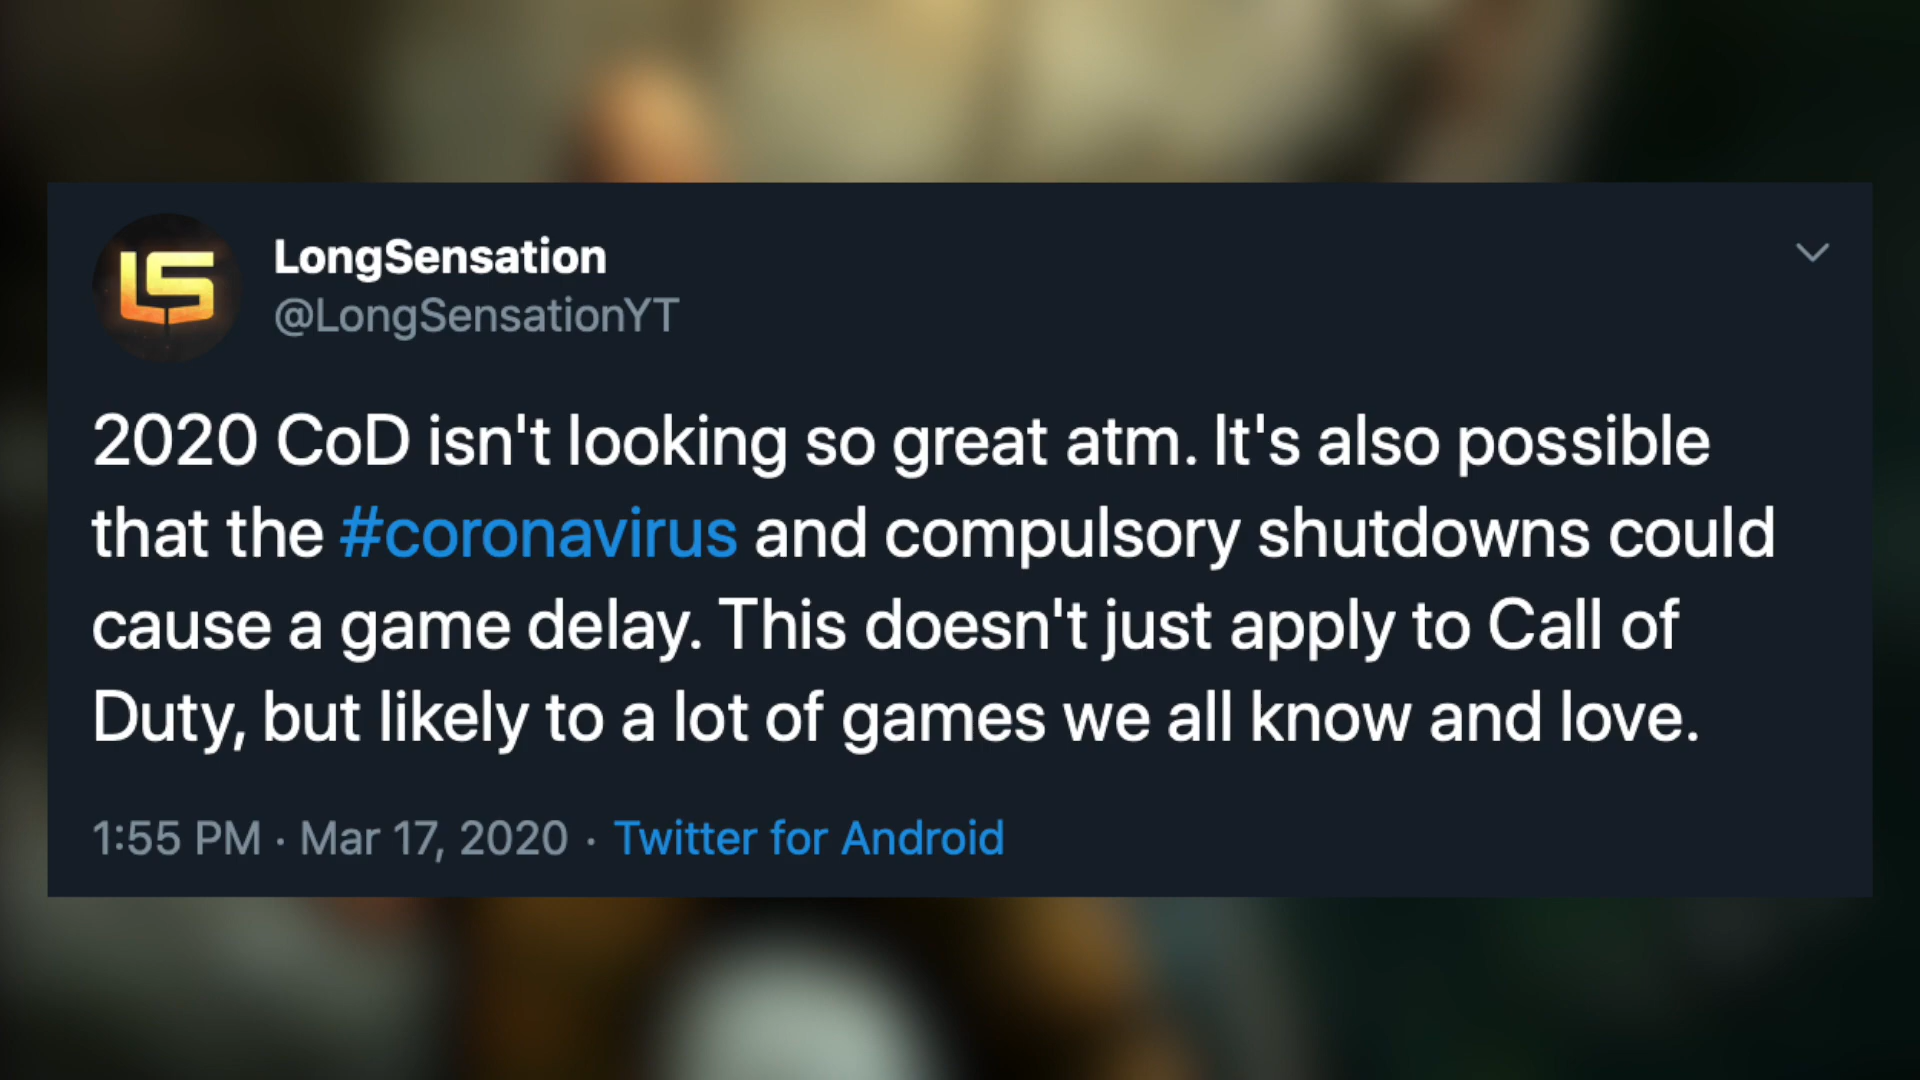 LS
LongSensation
@LongSensationYT
2020 CoD isn't looking so great atm. It's also possible
that the #coronavirus and compulsory shutdowns could
cause a game delay. This doesn't just apply to Call of
Duty, but likely to a lot of games we all know and love.
1:55 PM · Mar 17, 2020 · Twitter for Android